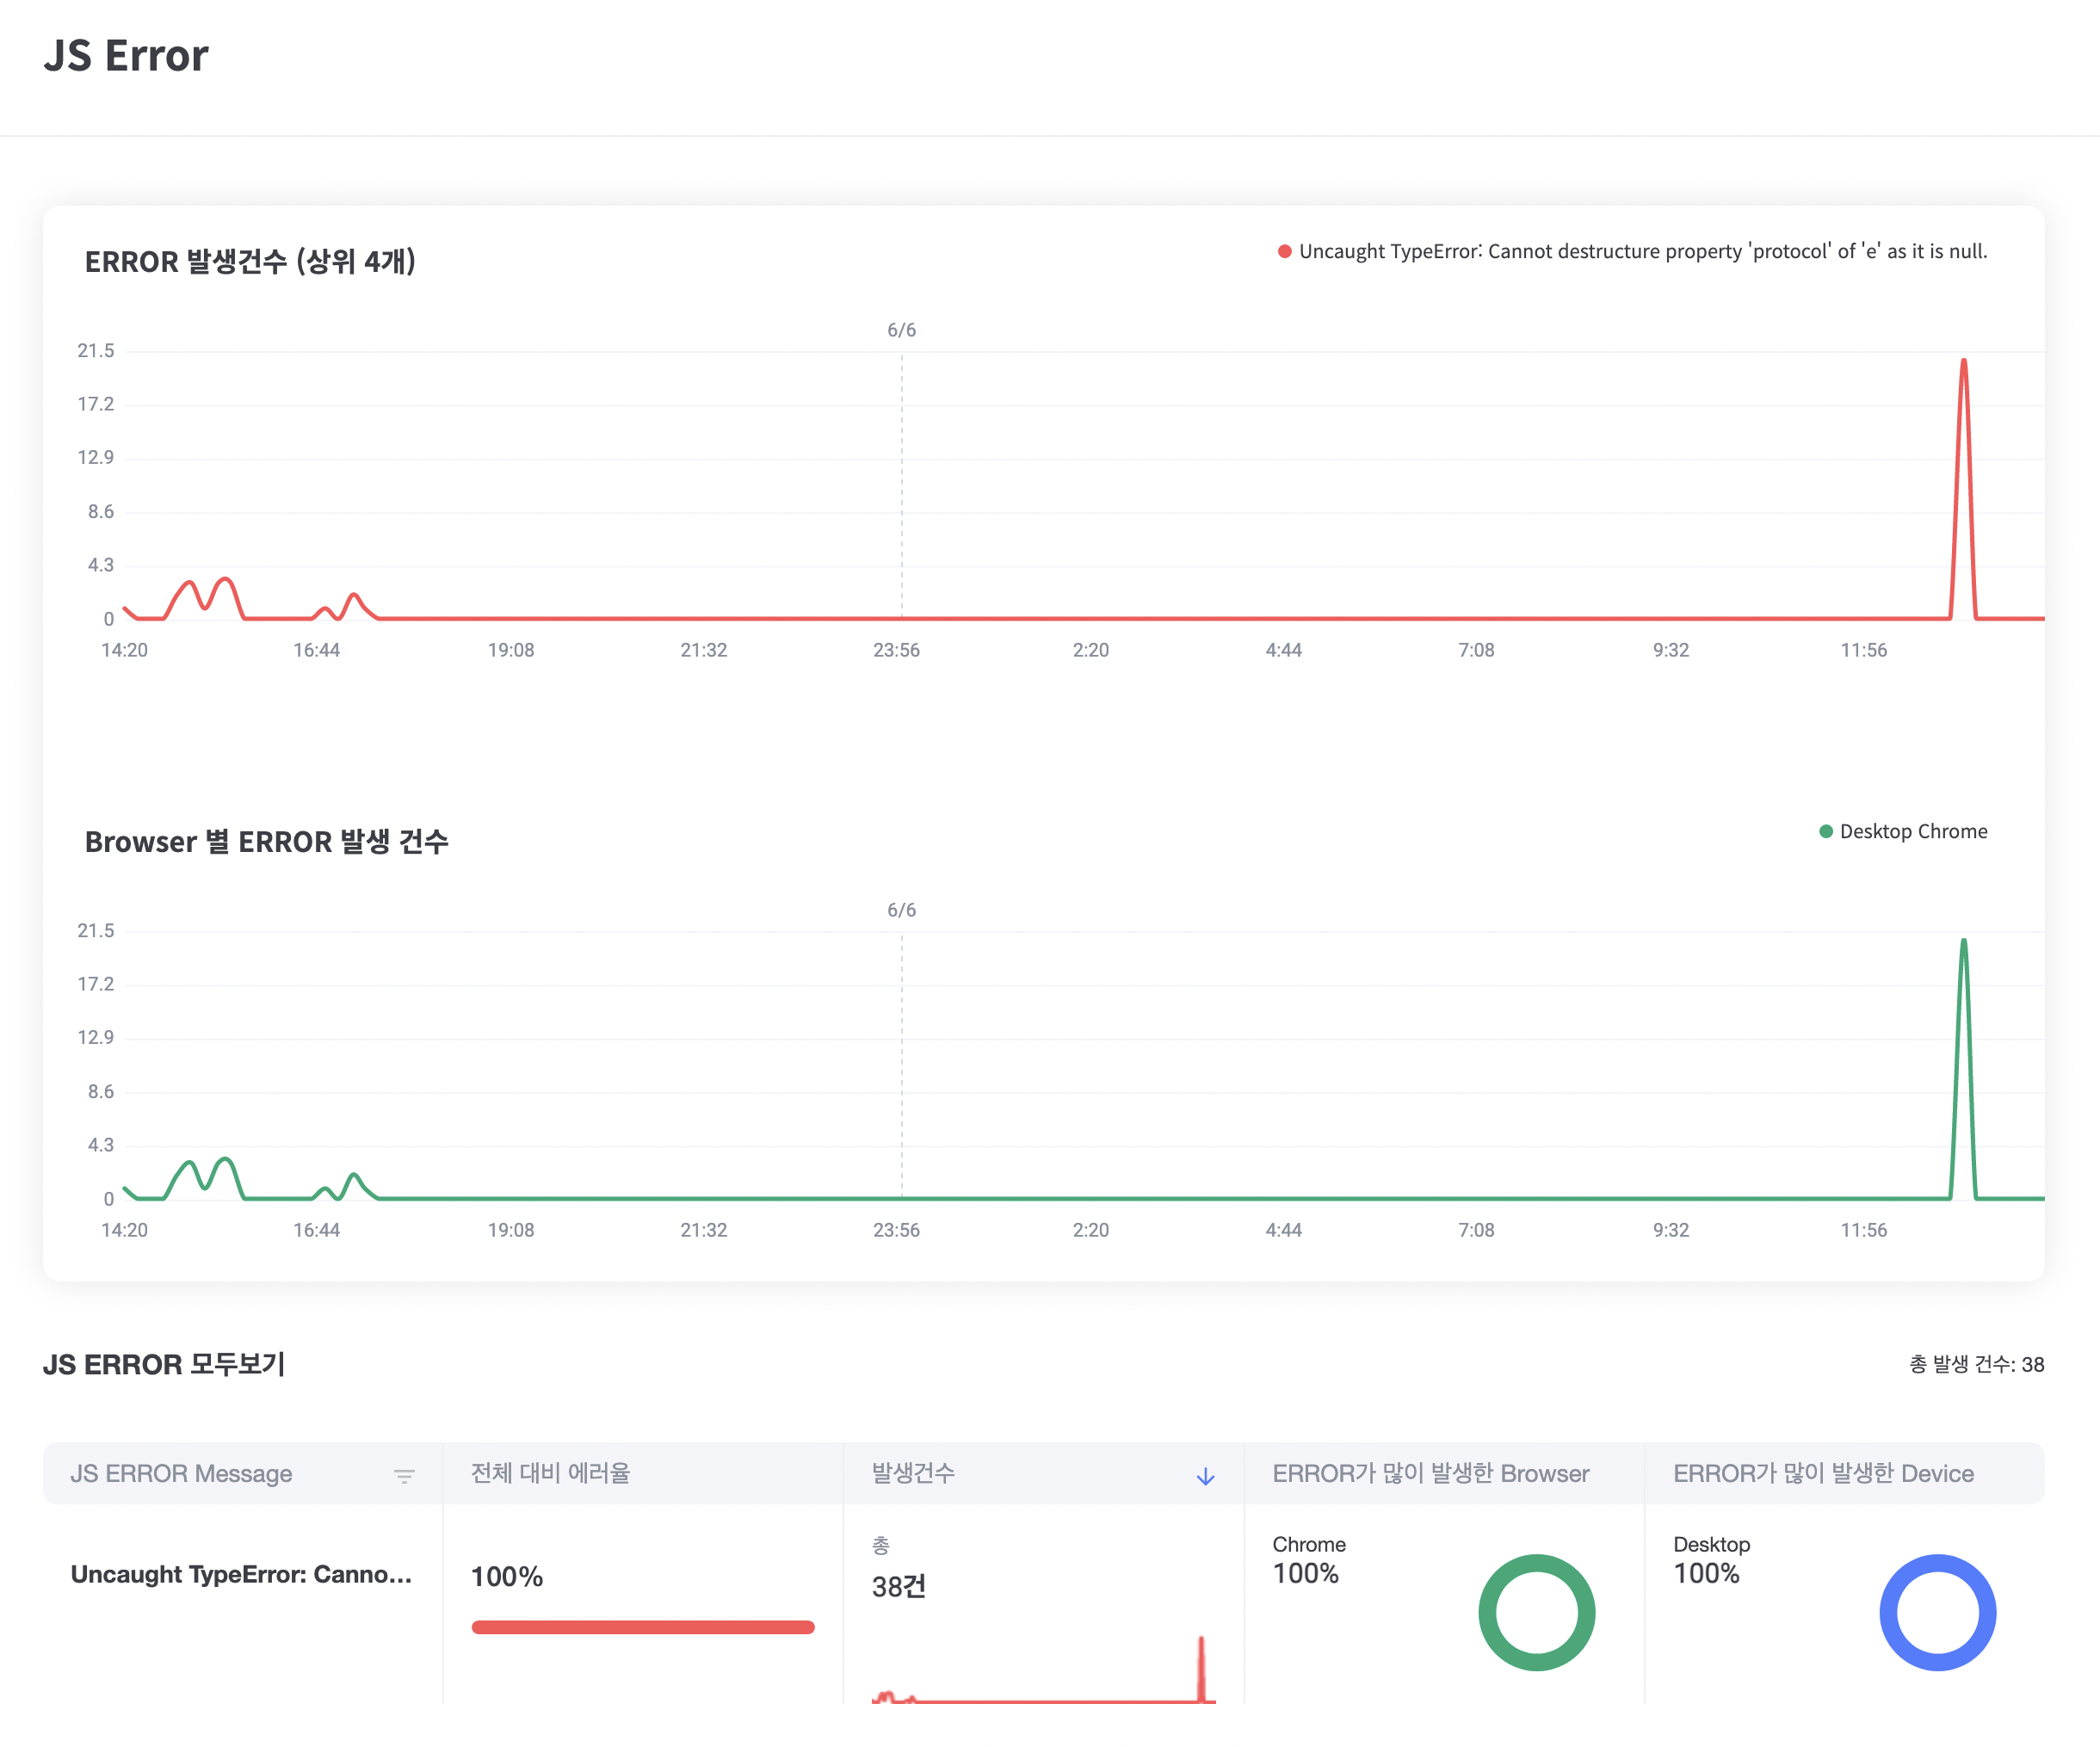 JS Error
ERROR 발생건수 (상위 4개)
Uncaught TypeError: Cannot destructure property 'protocol' of 'e' as it is null.
6/6
21.5
17.2
12.9
8.6
4.3
0
14:20 16:44 19:08 21:32 23:56 2:20 4:44 7:08 9:32 11:56
Browser 별 ERROR 발생 건수
Desktop Chrome
6/6
21.5
17.2
12.9
8.6
4.3
0
14:20 16:44 19:08 21:32 23:56 2:20 4:44 7:08 9:32 11:56
JS ERROR 모두보기
총 발생 건수: 38
JS ERROR Message 전체 대비 에러율 발생건수 ERROR가 많이 발생한 Browser ERROR가 많이 발생한 Device
Uncaught TypeError: Canno...
100%
총
38건
Chrome
100%
Desktop
100%